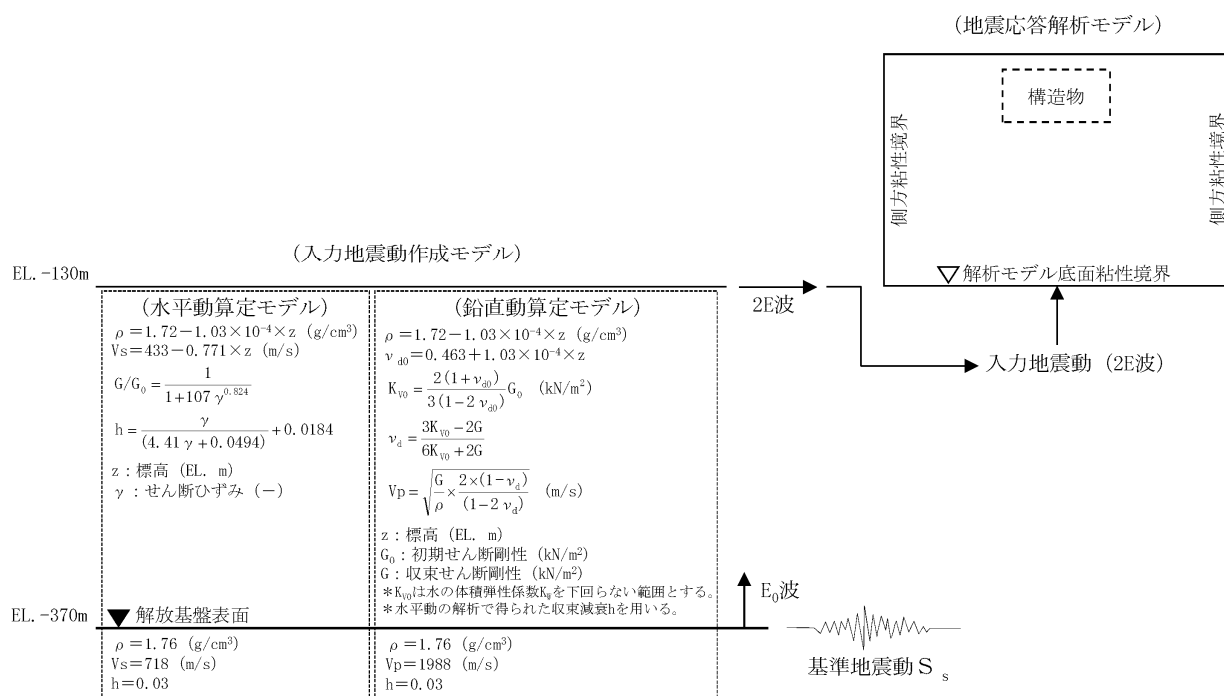 (地震応答解析モデル)
構造物
側方粘性境界
側方粘性境界
▽解析モデル底面粘性境界
(入力地震動作成モデル)
EL.-130m
2E波
入力地震動 (2E波)
(水平動算定モデル)
ρ=1.72-1.03×10⁻⁴×z (g/cm³)
Vs=433-0.771×z (m/s)
G/G₀=1/(1+107γ^0.824)
h=γ/(4.41γ+0.0494)+0.0184
z:標高 (EL. m)
γ:せん断ひずみ (-)
(鉛直動算定モデル)
ρ=1.72-1.03×10⁻⁴×z (g/cm³)
ν_d0=0.463+1.03×10⁻⁴×z
K_V0=2(1+ν_d0)/3(1-2ν_d0) G₀ (kN/m²)
ν_d=(3K_V0-2G)/(6K_V0+2G)
Vp=√(G/ρ×2×(1-ν_d)/(1-2ν_d)) (m/s)
z:標高 (EL. m)
G₀:初期せん断剛性 (kN/m²)
G:収束せん断剛性 (kN/m²)
*K_V0は水の体積弾性係数K_Wを下回らない範囲とする。
*水平動の解析で得られた収束減衰hを用いる。
EL.-370m
▼解放基盤表面
E₀波
ρ=1.76 (g/cm³)
Vs=718 (m/s)
h=0.03
ρ=1.76 (g/cm³)
Vp=1988 (m/s)
h=0.03
基準地震動Sₛ